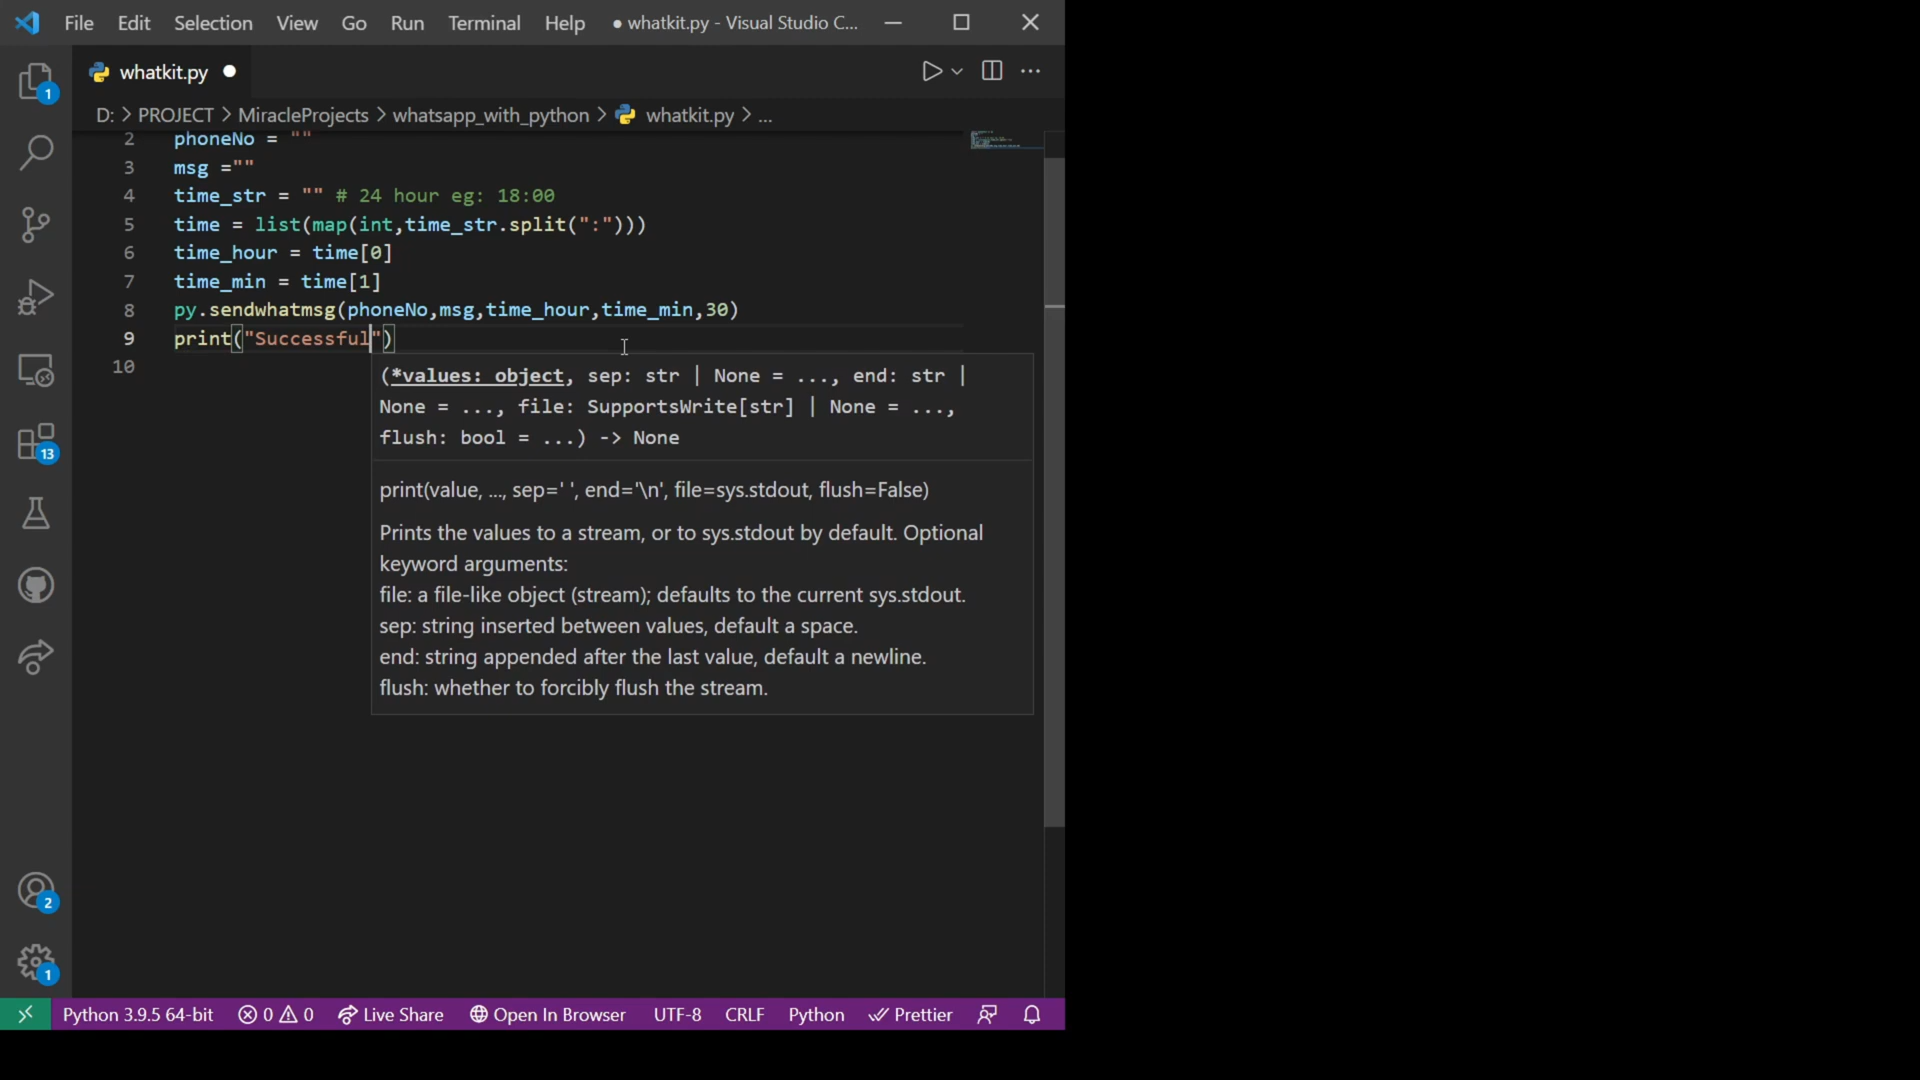 File Edit Selection View Go Run Terminal Help ● whatkit.py - Visual Studio C...
whatkit.py
D: > PROJECT > MiracleProjects > whatsapp_with_python > whatkit.py > ...
1
2 phoneNo = ""
3 msg =""
4 time_str = "" # 24 hour eg: 18:00
5 time = list(map(int,time_str.split(":")))
6 time_hour = time[0]
7 time_min = time[1]
8 py.sendwhatmsg(phoneNo,msg,time_hour,time_min,30)
9 print("Successful")
10
(*values: object, sep: str | None = ..., end: str |
None = ..., file: SupportsWrite[str] | None = ...,
flush: bool = ...) -> None
print(value, ..., sep=' ', end='\n', file=sys.stdout, flush=False)
Prints the values to a stream, or to sys.stdout by default. Optional
keyword arguments:
file: a file-like object (stream); defaults to the current sys.stdout.
sep: string inserted between values, default a space.
end: string appended after the last value, default a newline.
flush: whether to forcibly flush the stream.
13
2
1
Python 3.9.5 64-bit 0 0 Live Share Open In Browser UTF-8 CRLF Python Prettier